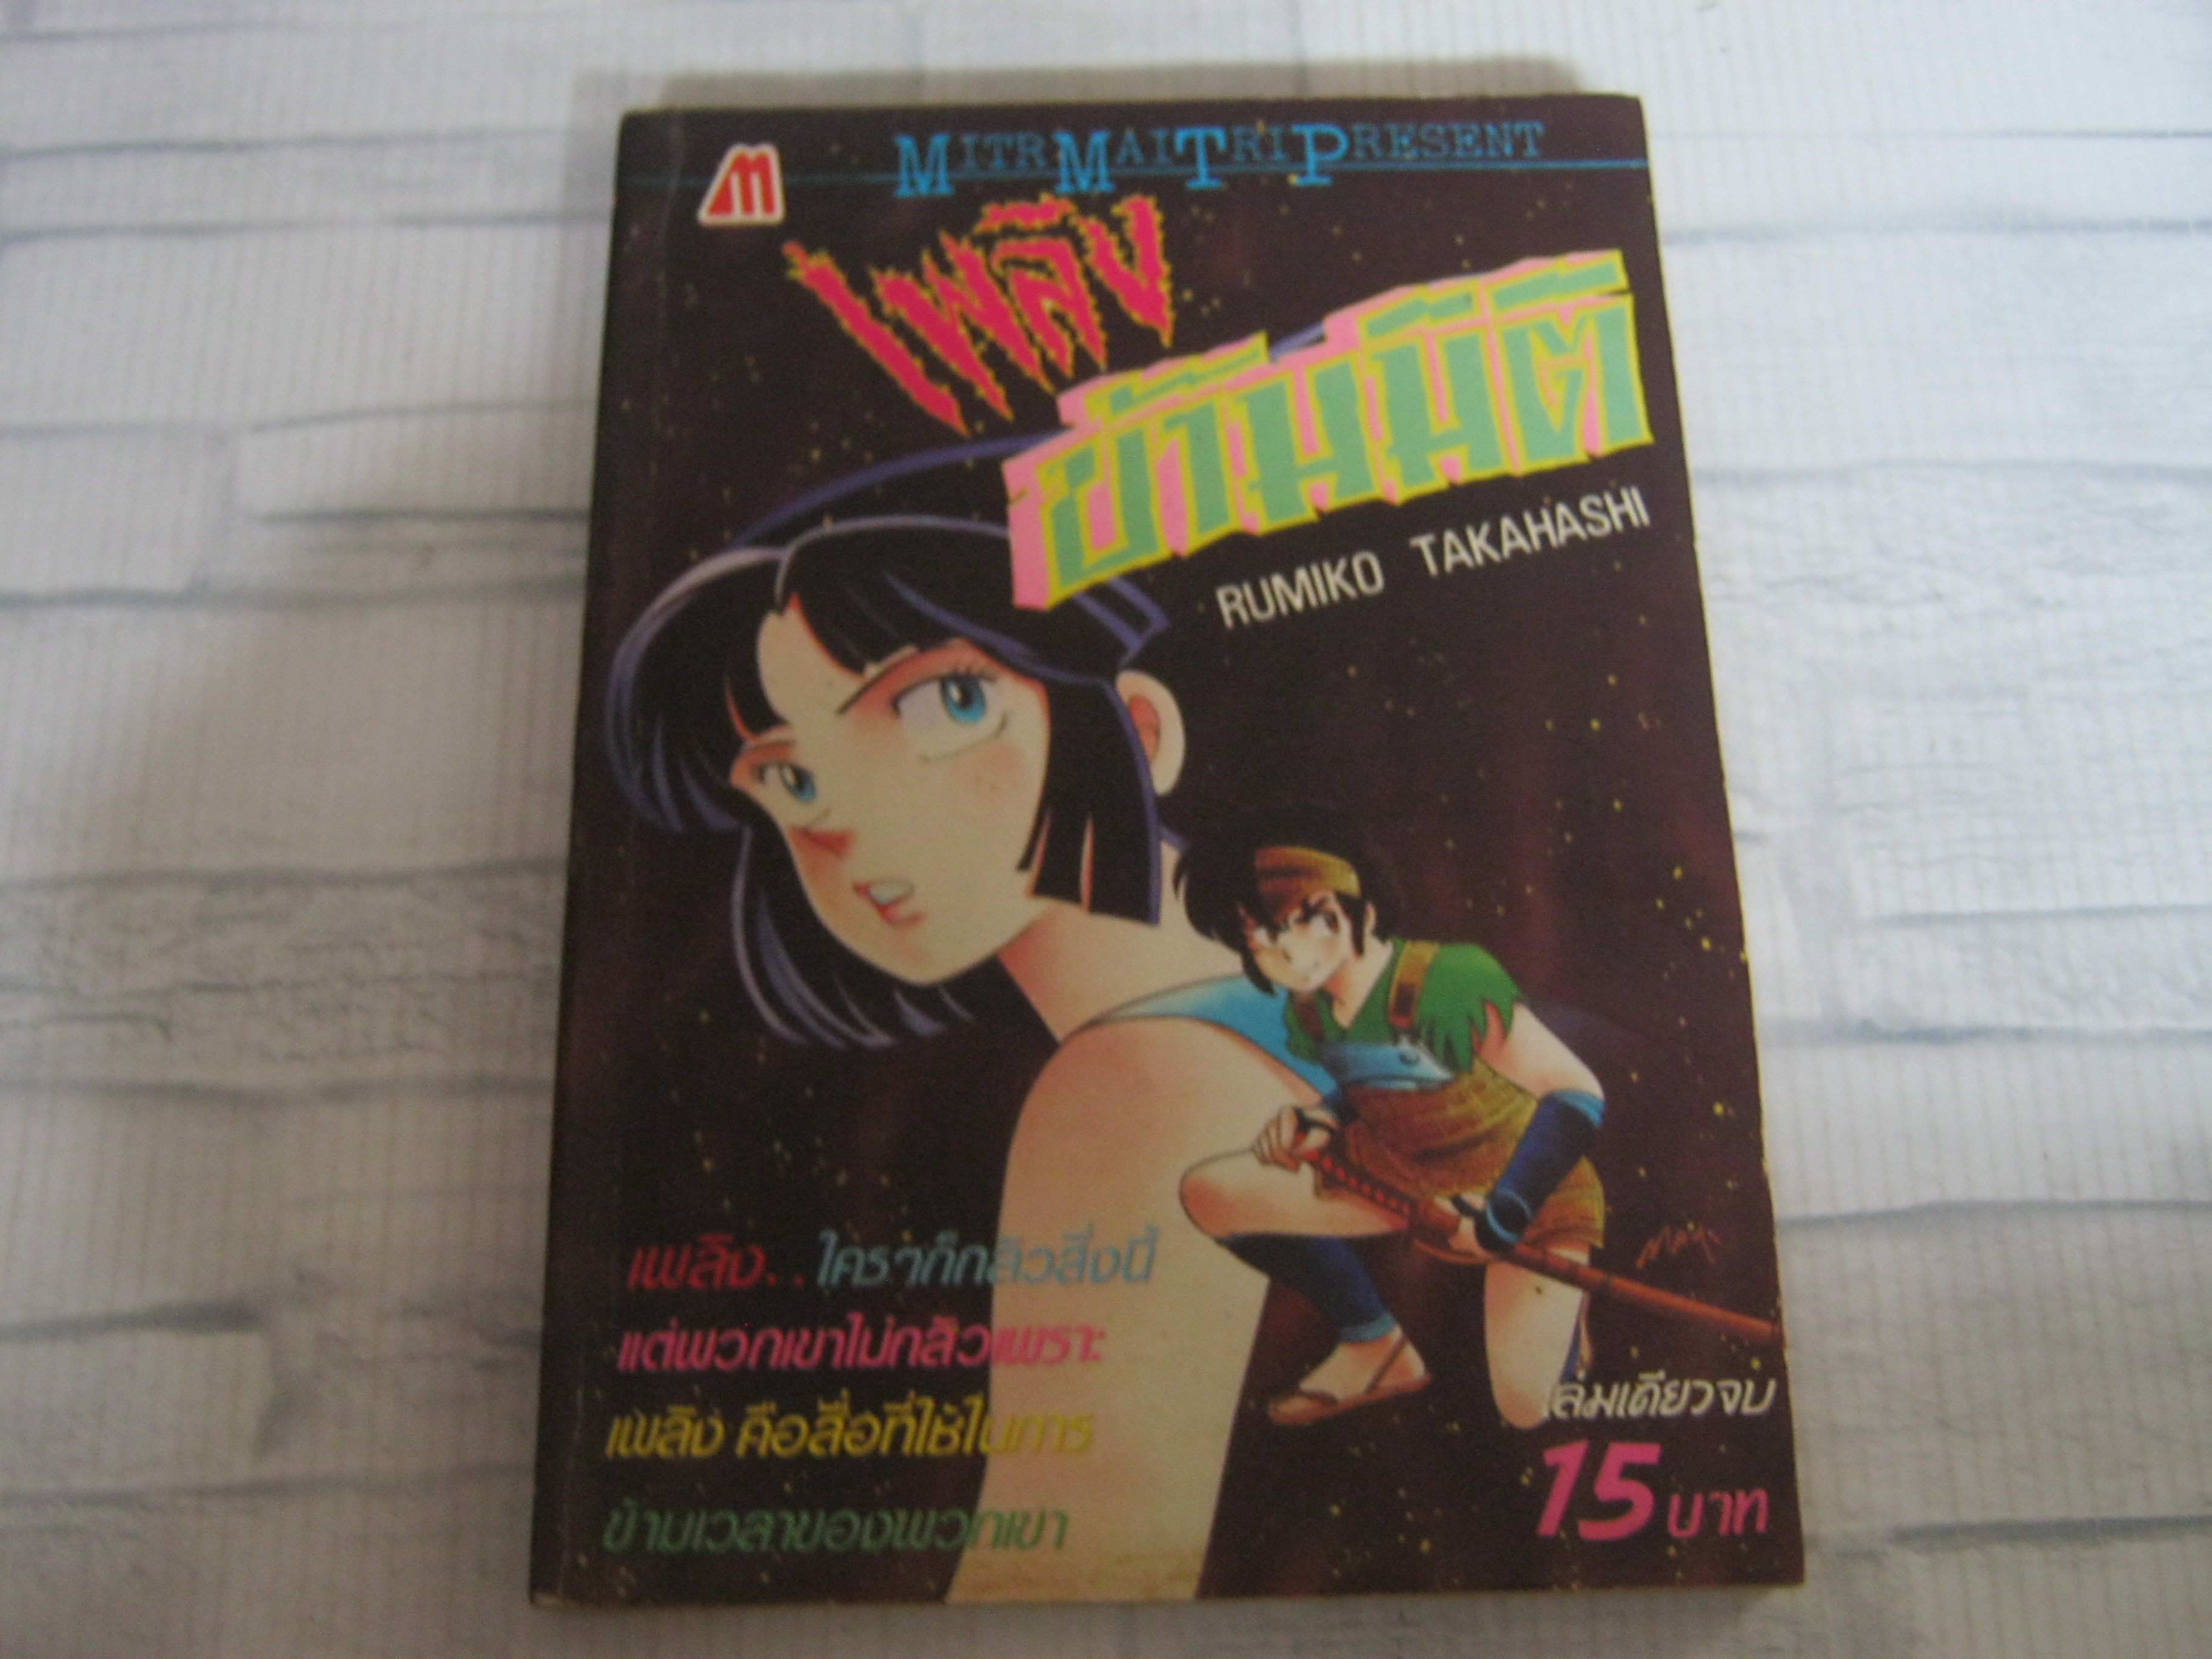 MITR MAITRI PRESENT
เพลิง
ข้ามมิติ
RUMIKO TAKAHASHI
เพลิง..ใครๆก็กลัวสิ่งนี้
แต่พวกเขาไม่กลัวเพราะ
เพลิง คือสื่อที่ใช้ในการ
ข้ามเวลาของพวกเขา
เล่มเดียวจบ
15 บาท